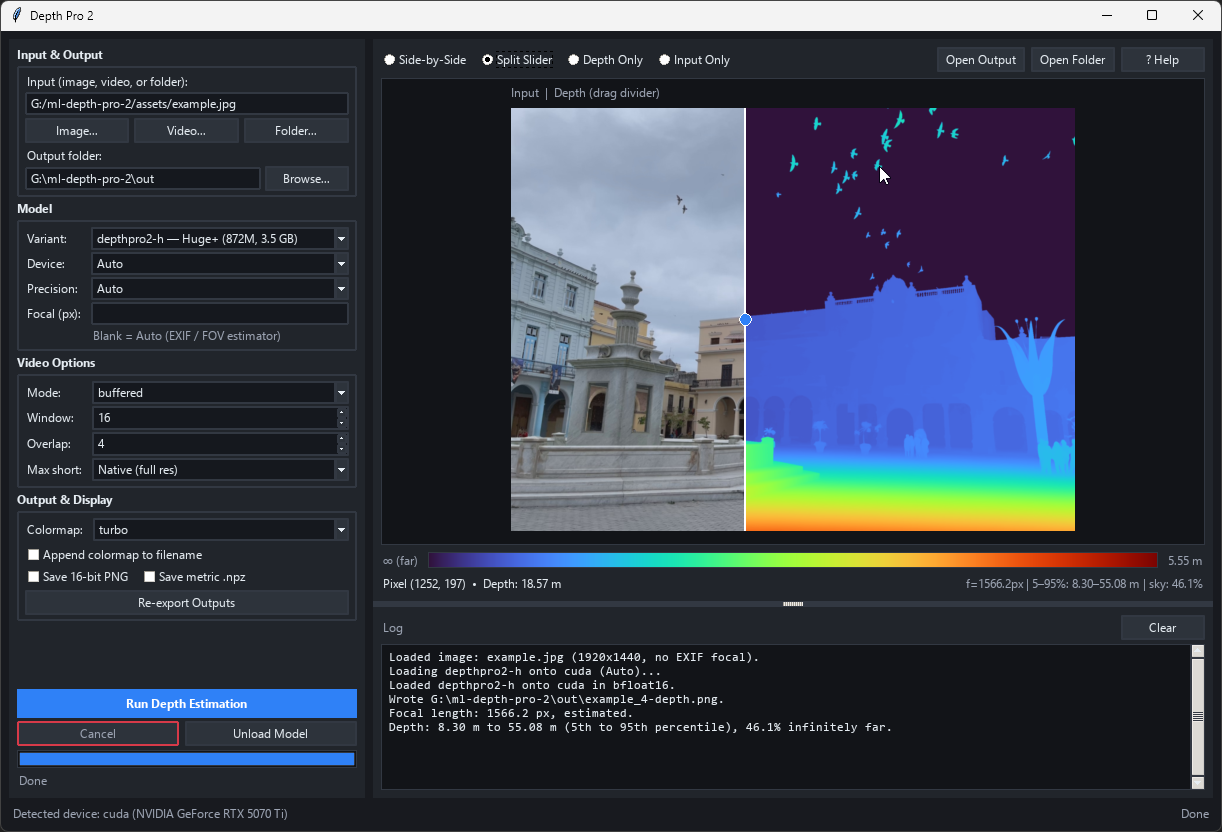 Depth Pro 2
Input & Output
Input (image, video, or folder):
G:/ml-depth-pro-2/assets/example.jpg
Image...
Video...
Folder...
Output folder:
G:\ml-depth-pro-2\out
Browse...
Model
Variant:
depthpro2-h — Huge+ (872M, 3.5 GB)
Device:
Auto
Precision:
Auto
Focal (px):
Blank = Auto (EXIF / FOV estimator)
Video Options
Mode:
buffered
Window:
16
Overlap:
4
Max short:
Native (full res)
Output & Display
Colormap:
turbo
Append colormap to filename
Save 16-bit PNG
Save metric .npz
Re-export Outputs
Run Depth Estimation
Cancel
Unload Model
Done
Side-by-Side
Split Slider
Depth Only
Input Only
Open Output
Open Folder
? Help
Input | Depth (drag divider)
∞ (far)
5.55 m
Pixel (1252, 197) • Depth: 18.57 m
f=1566.2px | 5–95%: 8.30–55.08 m | sky: 46.1%
Log
Clear
Loaded image: example.jpg (1920x1440, no EXIF focal).
Loading depthpro2-h onto cuda (Auto)...
Loaded depthpro2-h onto cuda in bfloat16.
Wrote G:\ml-depth-pro-2\out\example_4-depth.png.
Focal length: 1566.2 px, estimated.
Depth: 8.30 m to 55.08 m (5th to 95th percentile), 46.1% infinitely far.
Detected device: cuda (NVIDIA GeForce RTX 5070 Ti)
Done